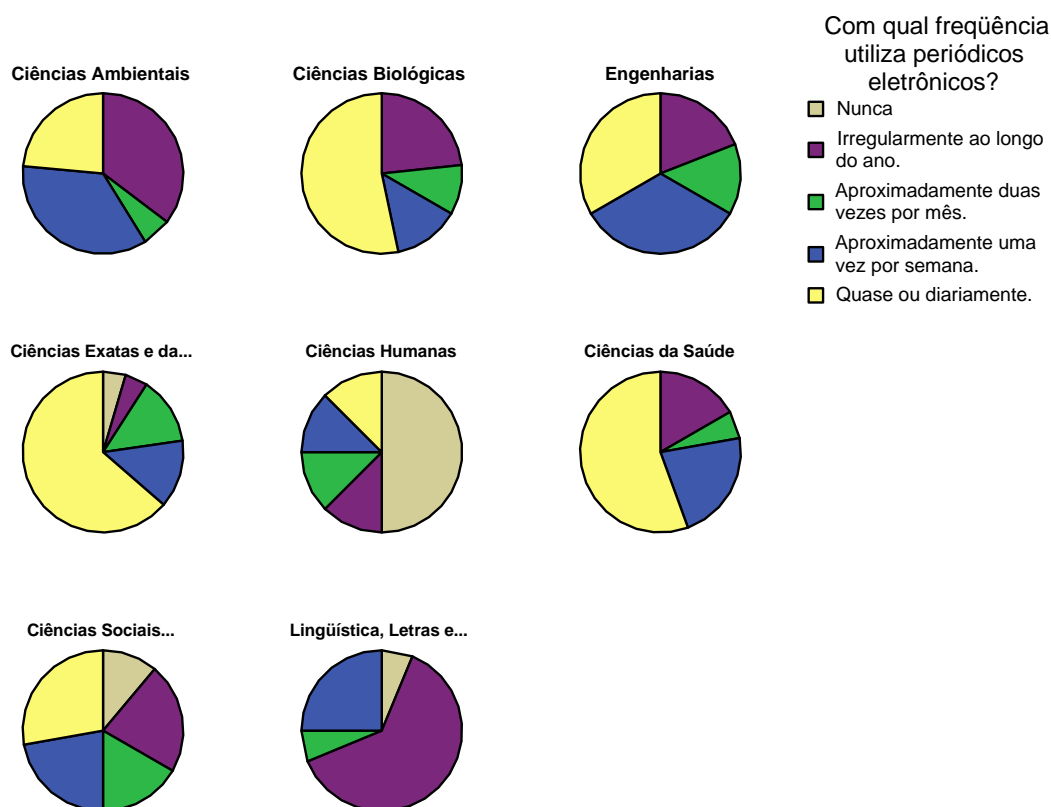 Com qual freqüência
utiliza periódicos
eletrônicos?
Nunca
Irregularmente ao longo
do ano.
Aproximadamente duas
vezes por mês.
Aproximadamente uma
vez por semana.
Quase ou diariamente.
Ciências Ambientais
Ciências Biológicas
Engenharias
Ciências Exatas e da...
Ciências Humanas
Ciências da Saúde
Ciências Sociais...
Lingüística, Letras e...